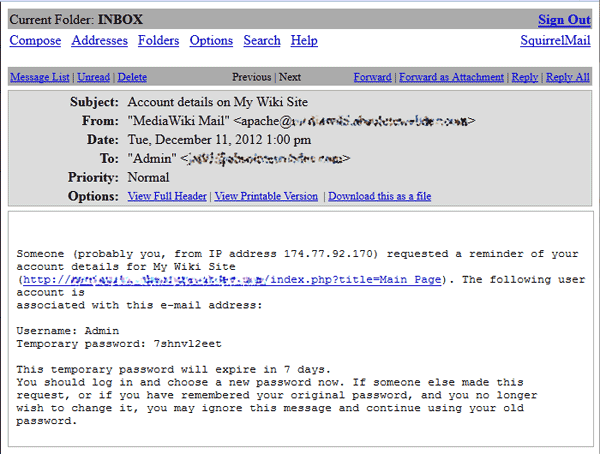 Current Folder: INBOX Sign Out
Compose Addresses Folders Options Search Help SquirrelMail
Message List | Unread | Delete Previous | Next Forward | Forward as Attachment | Reply | Reply All
Subject: Account details on My Wiki Site
From: "MediaWiki Mail" <apache@
Date: Tue, December 11, 2012 1:00 pm
To: "Admin" <
Priority: Normal
Options: View Full Header | View Printable Version | Download this as a file
Someone (probably you, from IP address 174.77.92.170) requested a reminder of your
account details for My Wiki Site
(http:// /index.php?title=Main Page). The following user
account is
associated with this e-mail address:
Username: Admin
Temporary password: 7shnvl2eet
This temporary password will expire in 7 days.
You should log in and choose a new password now. If someone else made this
request, or if you have remembered your original password, and you no longer
wish to change it, you may ignore this message and continue using your old
password.